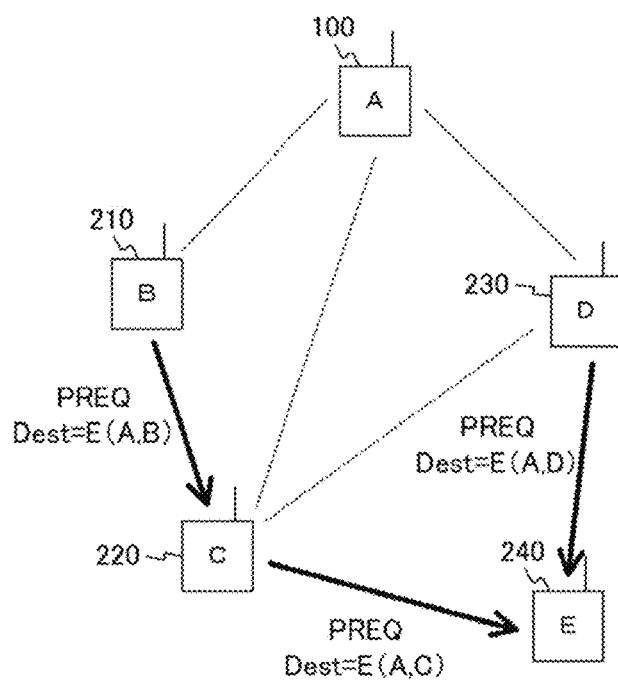 100
A
210
B
230
D
PREQ
Dest=E(A,B)
PREQ
Dest=E(A,D)
220
C
240
E
PREQ
Dest=E(A,C)